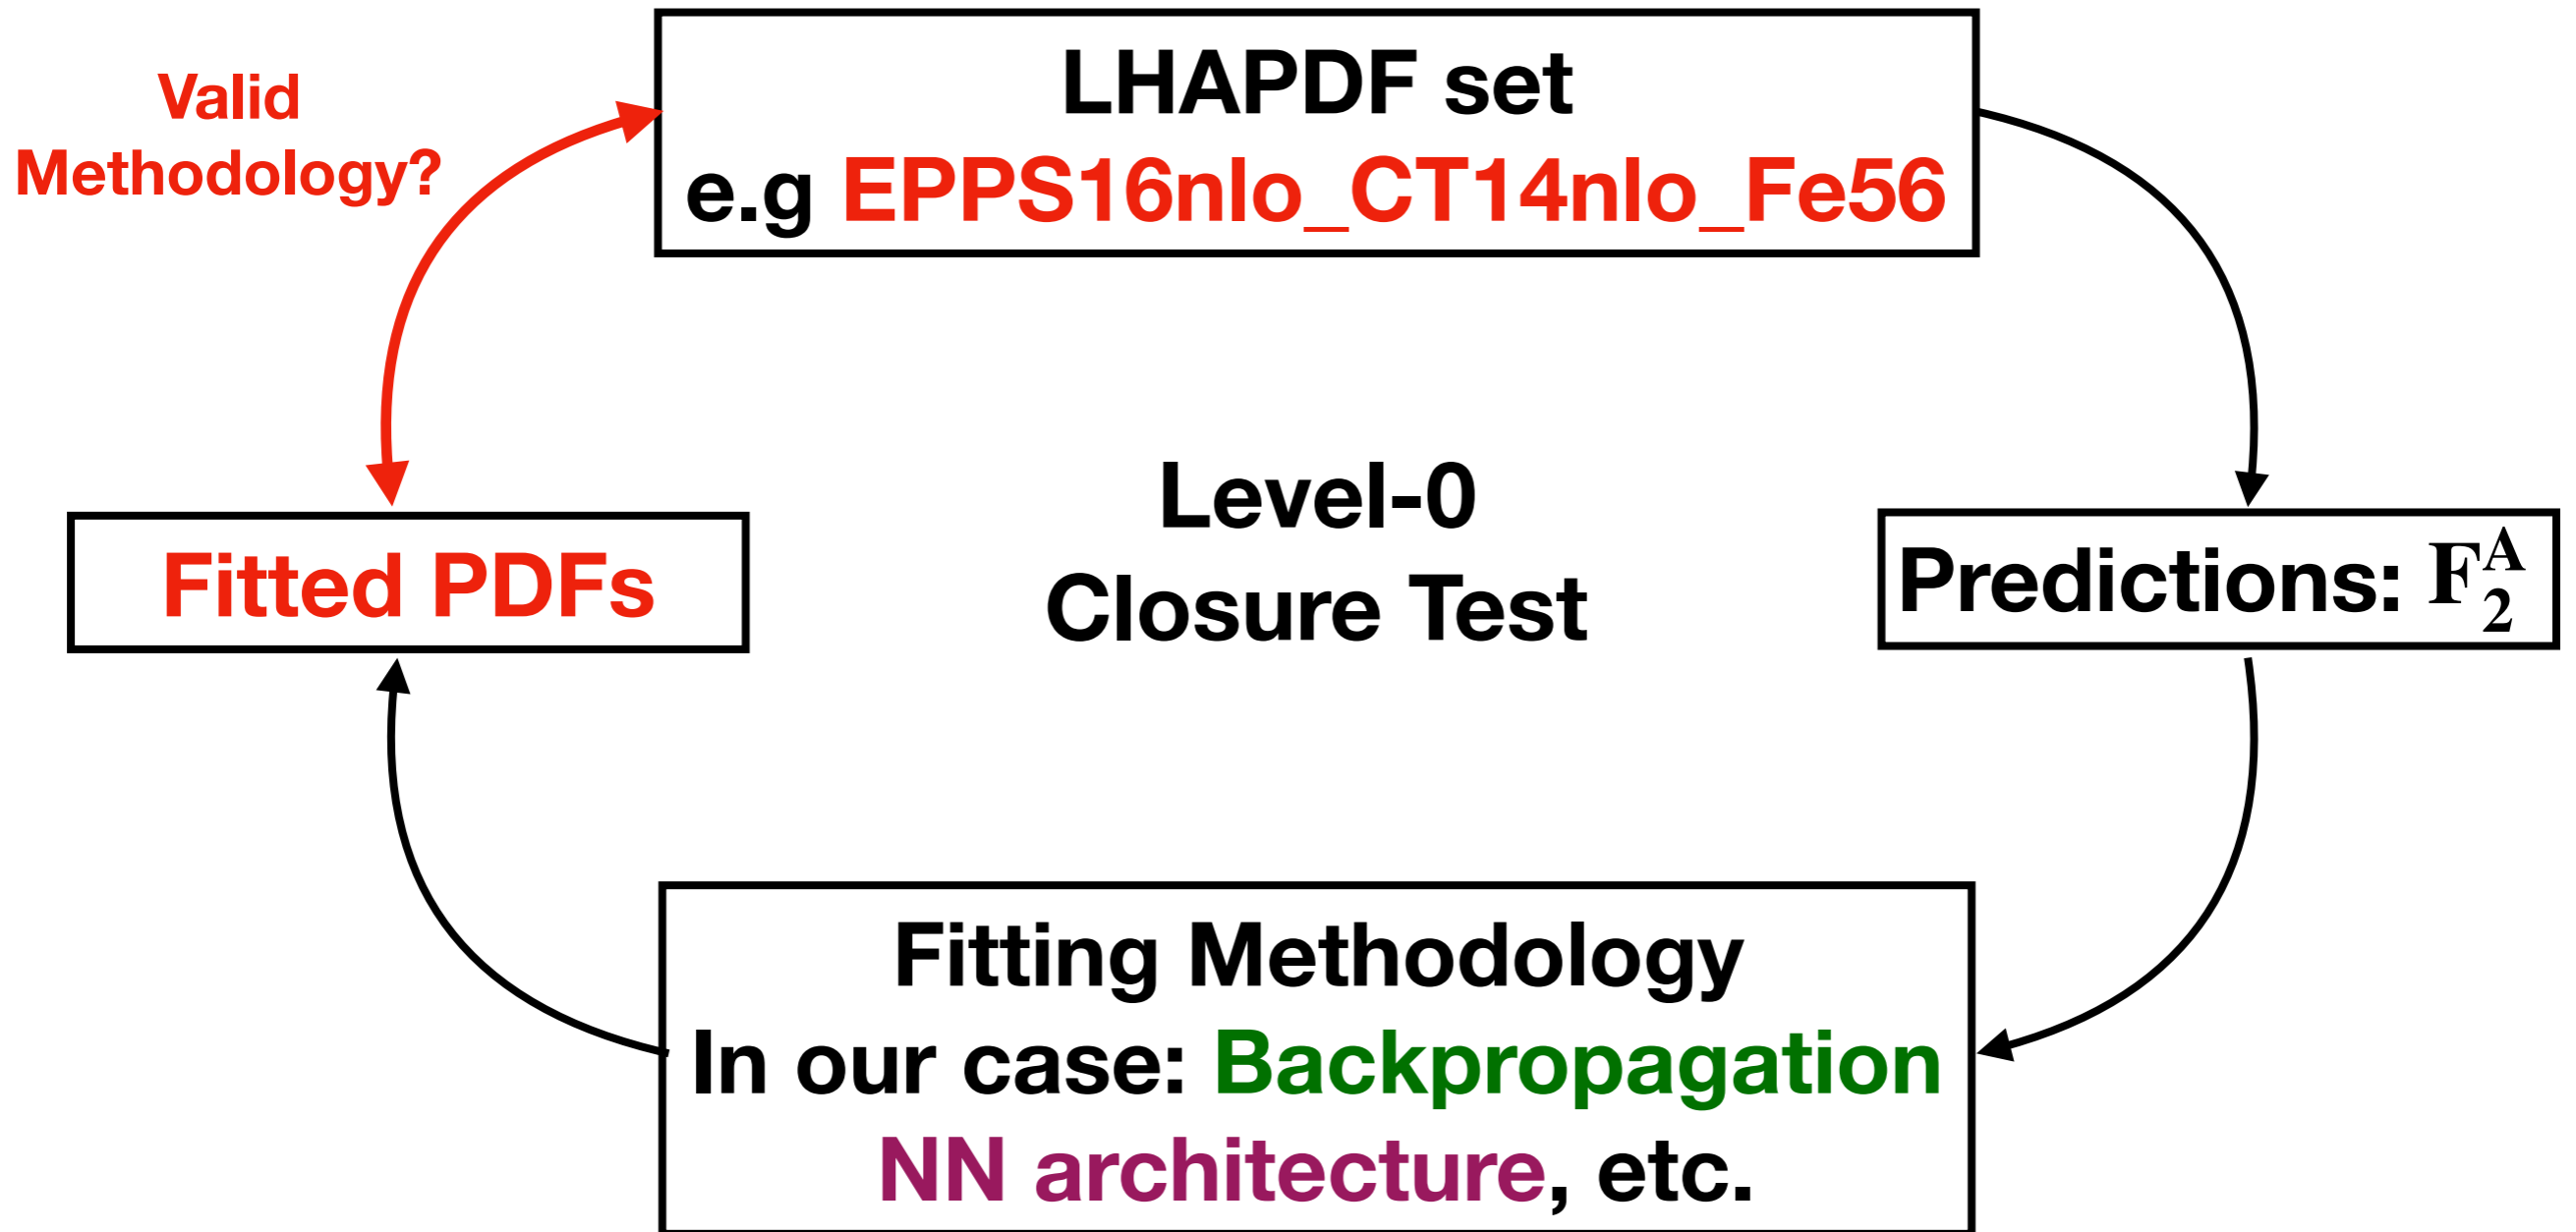 Valid
Methodology?
LHAPDF set
e.g EPPS16nlo_CT14nlo_Fe56
Level-0
Closure Test
Fitted PDFs
Predictions: F₂ᴬ
Fitting Methodology
In our case: Backpropagation
NN architecture, etc.